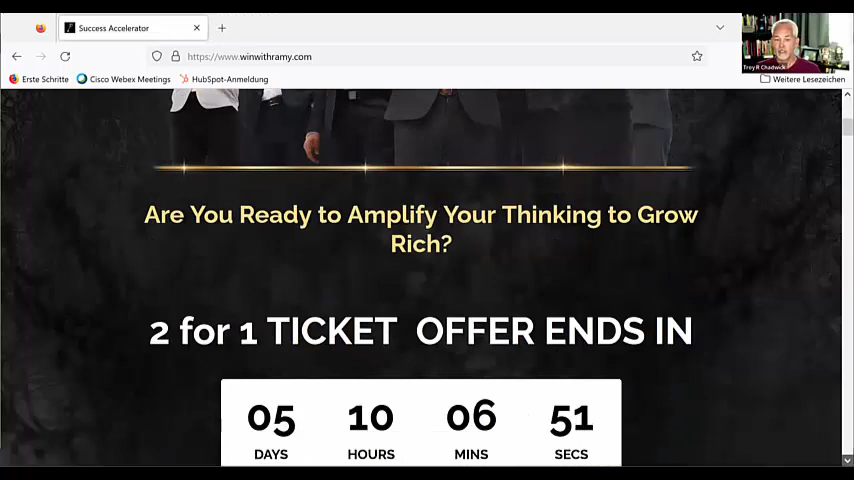 Success Accelerator
https://www.winwithramy.com
Erste Schritte
Cisco Webex Meetings
HubSpot-Anmeldung
Weitere Lesezeichen
Troy R Chadwick
Are You Ready to Amplify Your Thinking to Grow
Rich?
2 for 1 TICKET OFFER ENDS IN
05 10 06 51
DAYS HOURS MINS SECS